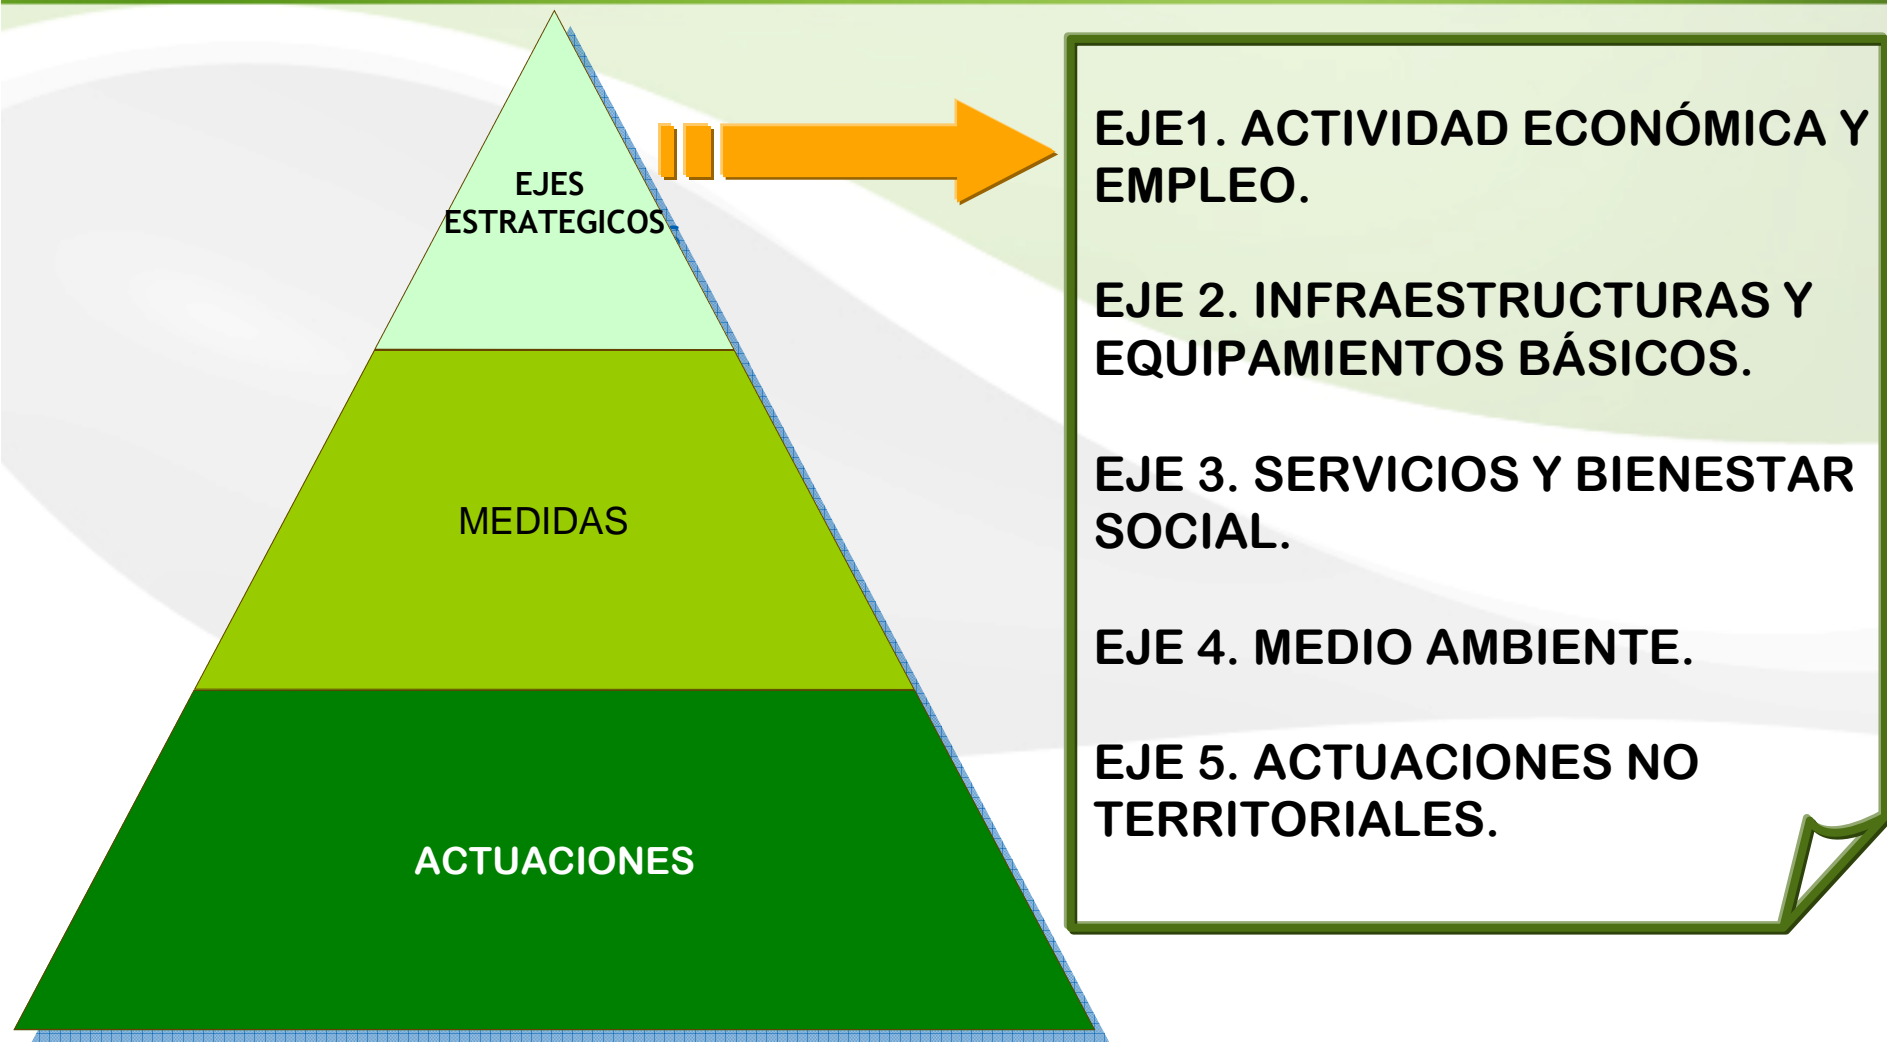 EJES
ESTRATEGICOS
MEDIDAS
ACTUACIONES
EJE1. ACTIVIDAD ECONÓMICA Y
EMPLEO.
EJE 2. INFRAESTRUCTURAS Y
EQUIPAMIENTOS BÁSICOS.
EJE 3. SERVICIOS Y BIENESTAR
SOCIAL.
EJE 4. MEDIO AMBIENTE.
EJE 5. ACTUACIONES NO
TERRITORIALES.